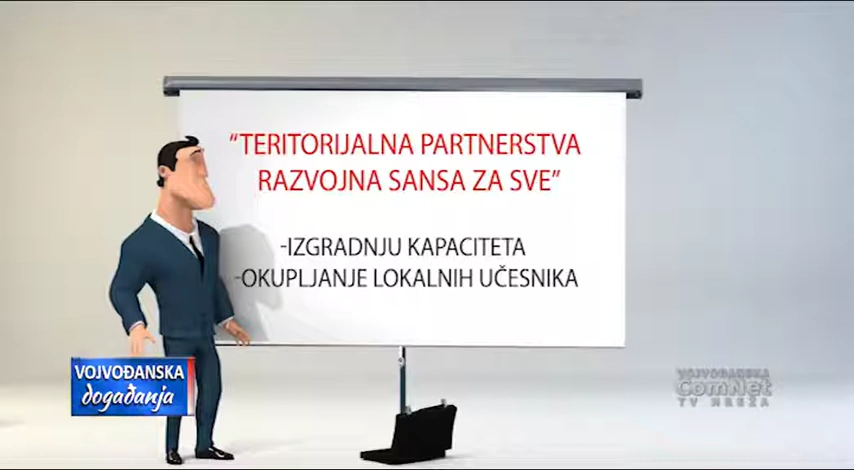 “TERITORIJALNA PARTNERSTVA
RAZVOJNA SANSA ZA SVE”
-IZGRADNJU KAPACITETA
-OKUPLJANJE LOKALNIH UČESNIKA
VOJVOĐANSKA
događanja
VOJVOĐANSKA
ComNet
TV MREŽA